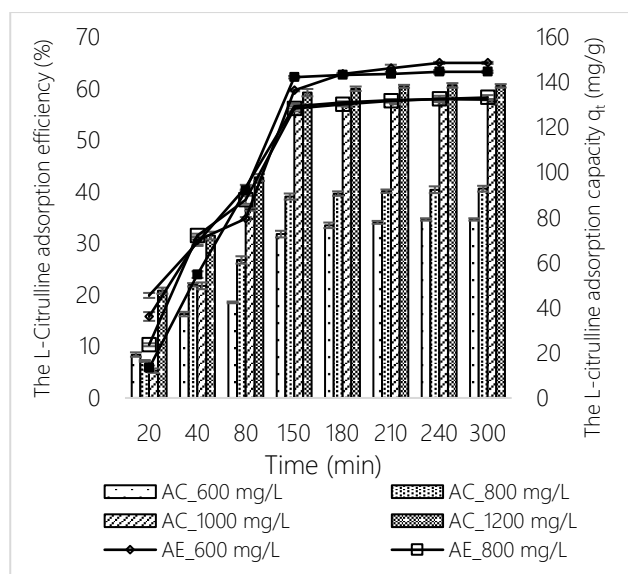 The L-Citrulline adsorption efficiency (%)
70
60
50
40
30
20
10
0
160
140
120
100
80
60
40
20
0
The L-citrulline adsorption capacity qt (mg/g)
20 40 80 150 180 210 240 300
Time (min)
AC_600 mg/L AC_800 mg/L
AC_1000 mg/L AC_1200 mg/L
AE_600 mg/L AE_800 mg/L